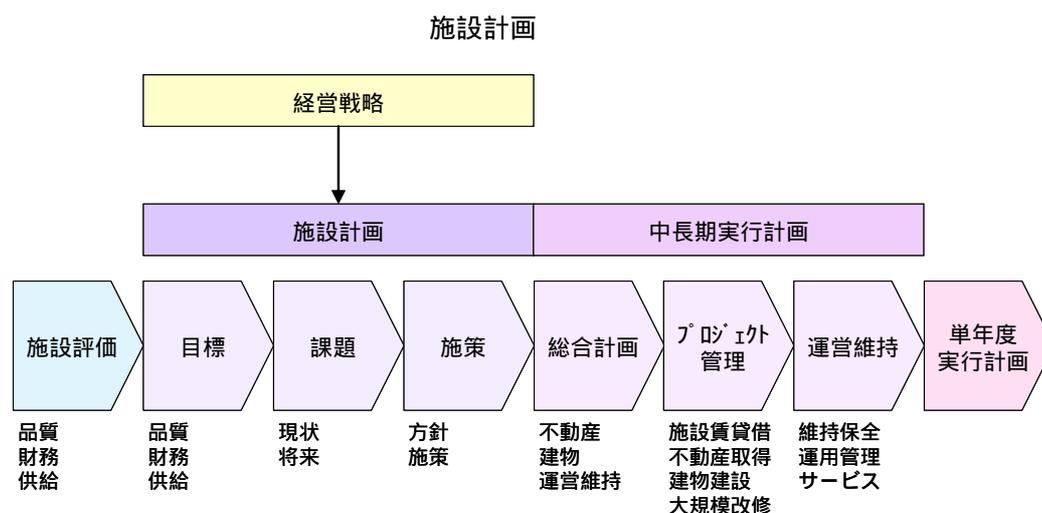 施設計画
経営戦略
施設計画
中長期実行計画
施設評価
目標
課題
施策
総合計画
ﾌﾟﾛｼﾞｪｸﾄ
管理
運営維持
単年度
実行計画
品質
財務
供給
品質
財務
供給
現状
将来
方針
施策
不動産
建物
運営維持
施設賃貸借
不動産取得
建物建設
大規模改修
維持保全
運用管理
サービス